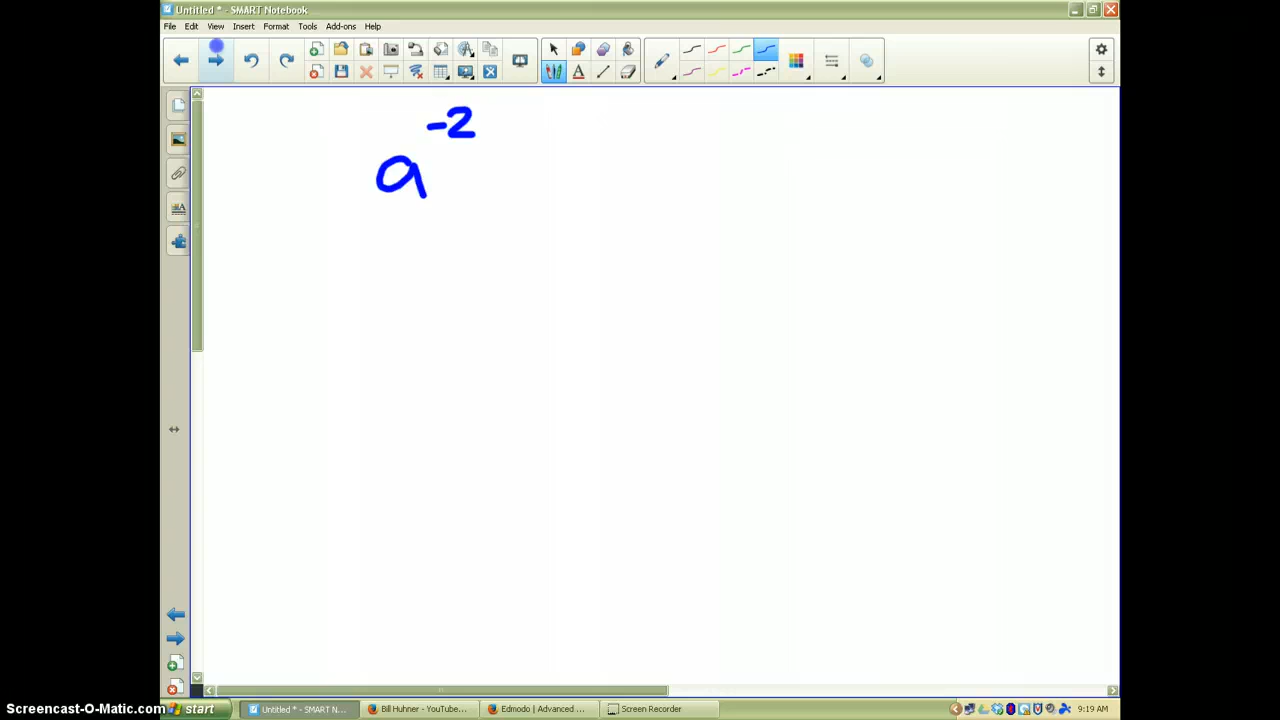 Untitled * - SMART Notebook
File Edit View Insert Format Tools Add-ons Help
a^-2
Screencast-O-Matic.com
start
Untitled * - SMART N...
Bill Huhner - YouTube...
Edmodo | Advanced ...
Screen Recorder
9:19 AM